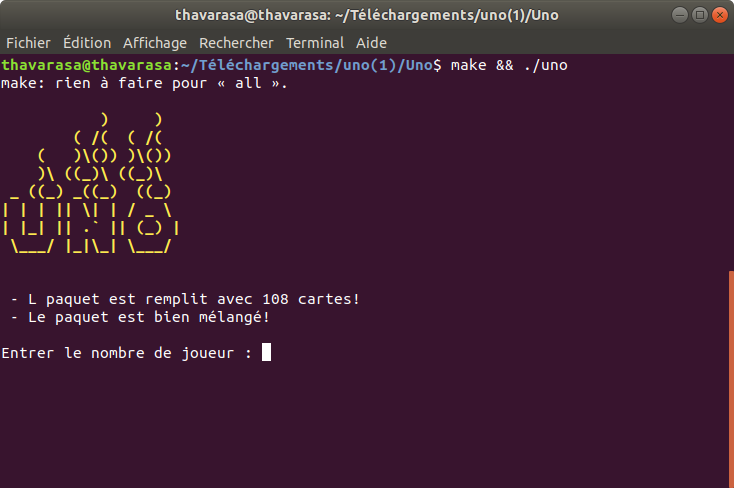 thavarasa@thavarasa: ~/Téléchargements/uno(1)/Uno
Fichier Édition Affichage Rechercher Terminal Aide
thavarasa@thavarasa:~/Téléchargements/uno(1)/Uno$ make && ./uno
make: rien à faire pour « all ».
           )     )
        ( /(  ( /(
    (   )\()) )\())
    )\ ((_)\ ((_)\
 _ ((_) _((_)  ((_)
| | | || \| | / _ \
| |_| || .` || (_) |
 \___/ |_|\_| \___/
- L paquet est remplit avec 108 cartes!
- Le paquet est bien mélangé!
Entrer le nombre de joueur :